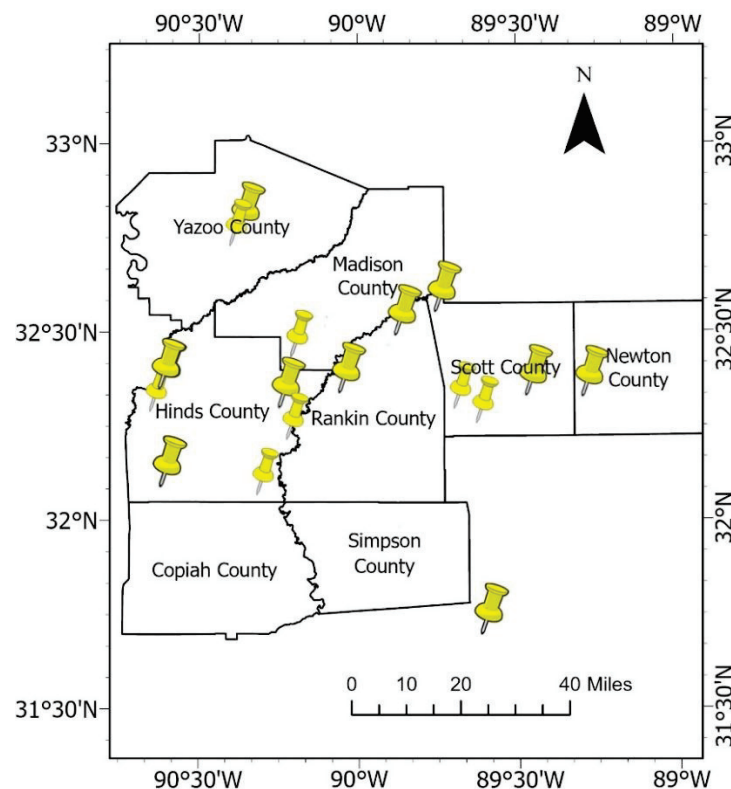 90°30'W 90°W 89°30'W 89°W
N
33°N 33°N
Yazoo County
Madison
County
32°30'N 32°30'N
Scott County Newton
County
Hinds County Rankin County
32°N 32°N
Simpson
County
Copiah County
0 10 20 40 Miles
31°30'N 31°30'N
90°30'W 90°W 89°30'W 89°W